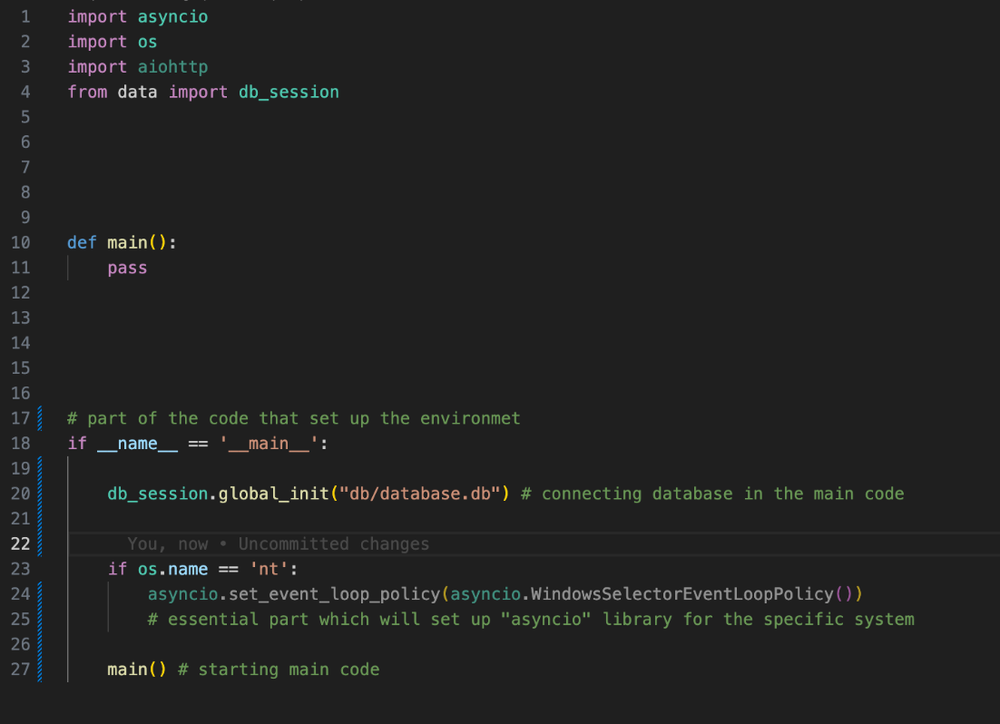 1 import asyncio
2 import os
3 import aiohttp
4 from data import db_session
5
6
7
8
9
10 def main():
11     pass
12
13
14
15
16
17 # part of the code that set up the environmet
18 if __name__ == '__main__':
19
20     db_session.global_init("db/database.db") # connecting database in the main code
21
22       You, now • Uncommitted changes
23     if os.name == 'nt':
24         asyncio.set_event_loop_policy(asyncio.WindowsSelectorEventLoopPolicy())
25         # essential part which will set up "asyncio" library for the specific system
26
27     main() # starting main code